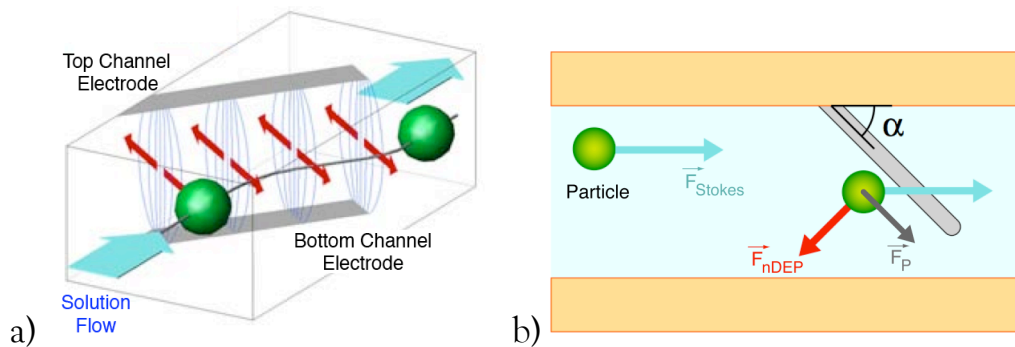 Top Channel
Electrode
Bottom Channel
Electrode
Solution
Flow
a)
α
Particle
F_Stokes
F_nDEP
F_P
b)